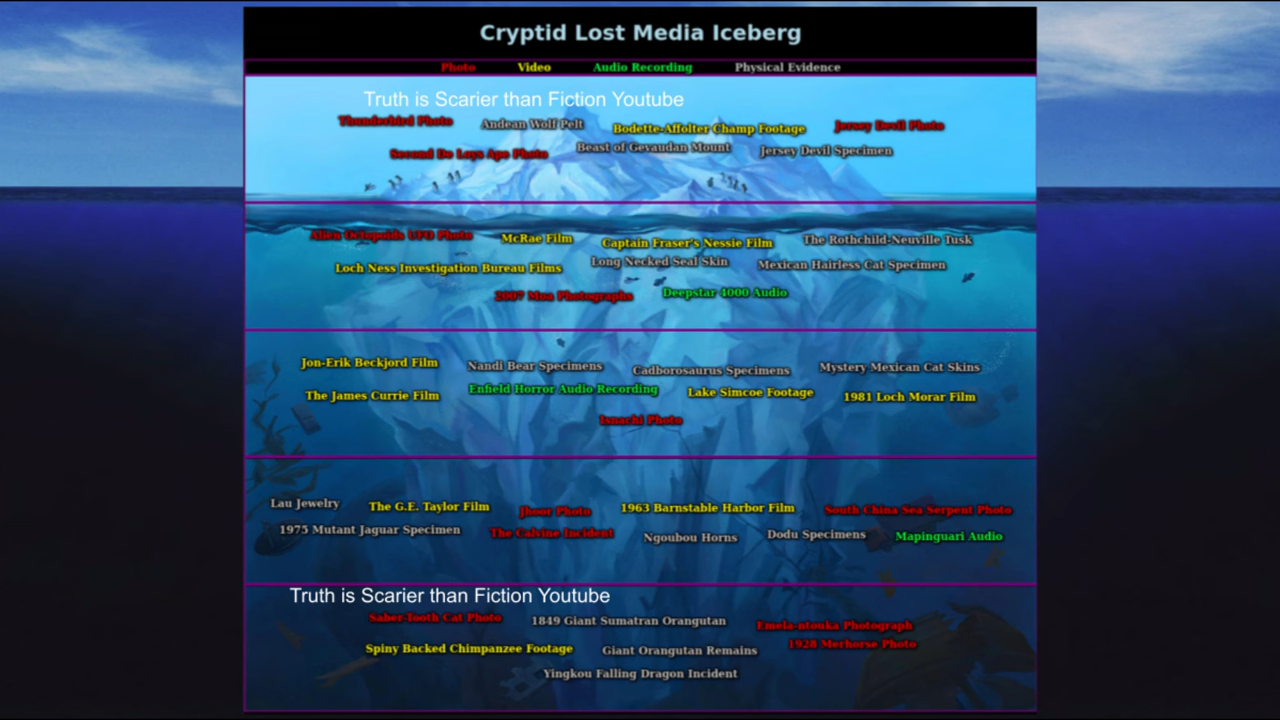 Cryptid Lost Media Iceberg
Photo Video Audio Recording Physical Evidence
Truth is Scarier than Fiction Youtube
Thunderbird Photo Andean Wolf Pelt Bodette-Affolter Champ Footage Jersey Devil Photo
Second De Loys Ape Photo Beast of Gevaudan Mount Jersey Devil Specimen
Alien Octopoids UFO Photo McRae Film Captain Fraser's Nessie Film The Rothchild-Neuville Tusk
Loch Ness Investigation Bureau Films Long Necked Seal Skin Mexican Hairless Cat Specimen
2007 Moa Photographs Deepstar 4000 Audio
Jon-Erik Beckjord Film Nandi Bear Specimens Cadborosaurus Specimens Mystery Mexican Cat Skins
The James Currie Film Enfield Horror Audio Recording Lake Simcoe Footage 1981 Loch Morar Film
Isnachi Photo
Lau Jewelry The G.E. Taylor Film Jhoor Photo 1963 Barnstable Harbor Film South China Sea Serpent Photo
1975 Mutant Jaguar Specimen The Calvine Incident Ngoubou Horns Dodu Specimens Mapinguari Audio
Truth is Scarier than Fiction Youtube
Saber-Tooth Cat Photo 1849 Giant Sumatran Orangutan Emela-ntouka Photograph
Spiny Backed Chimpanzee Footage Giant Orangutan Remains 1928 Merhorse Photo
Yingkou Falling Dragon Incident